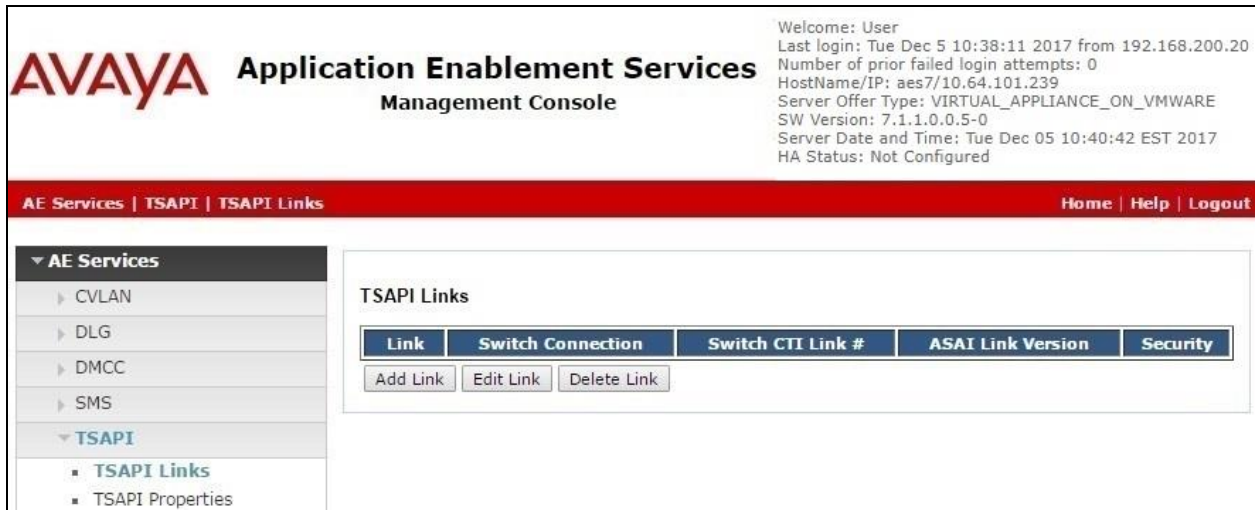 AVAYA
Application Enablement Services
Management Console
Welcome: User
Last login: Tue Dec 5 10:38:11 2017 from 192.168.200.20
Number of prior failed login attempts: 0
HostName/IP: aes7/10.64.101.239
Server Offer Type: VIRTUAL_APPLIANCE_ON_VMWARE
SW Version: 7.1.1.0.0.5-0
Server Date and Time: Tue Dec 05 10:40:42 EST 2017
HA Status: Not Configured
AE Services | TSAPI | TSAPI Links
Home | Help | Logout
AE Services
CVLAN
DLG
DMCC
SMS
TSAPI
TSAPI Links
TSAPI Properties
TSAPI Links
Link Switch Connection Switch CTI Link # ASAI Link Version Security
Add Link Edit Link Delete Link